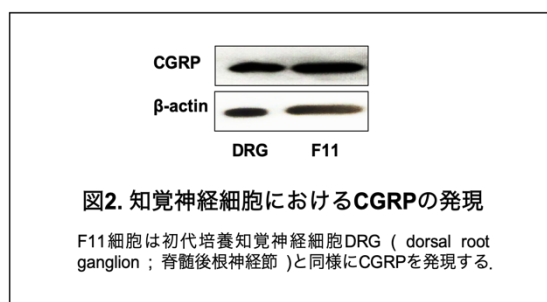 CGRP
β-actin
DRG F11
図2. 知覚神経細胞におけるCGRPの発現
F11細胞は初代培養知覚神経細胞DRG ( dorsal root
ganglion ; 脊髄後根神経節 )と同様にCGRPを発現する.